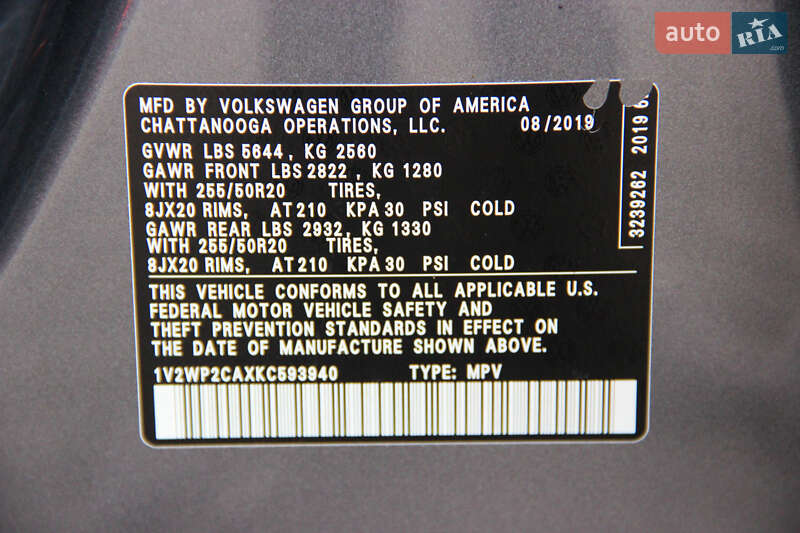 auto RIA.com
MFD BY VOLKSWAGEN GROUP OF AMERICA
CHATTANOOGA OPERATIONS, LLC. 08/2019
GVWR LBS 5644, KG 2560
GAWR FRONT LBS 2822, KG 1280
WITH 255/50R20 TIRES,
8JX20 RIMS, AT 210 KPA 30 PSI COLD
GAWR REAR LBS 2932, KG 1330
WITH 255/50R20 TIRES,
8JX20 RIMS, AT 210 KPA 30 PSI COLD
THIS VEHICLE CONFORMS TO ALL APPLICABLE U.S.
FEDERAL MOTOR VEHICLE SAFETY AND
THEFT PREVENTION STANDARDS IN EFFECT ON
THE DATE OF MANUFACTURE SHOWN ABOVE.
1V2WP2CAXKC593940 TYPE: MPV
3239262 2019